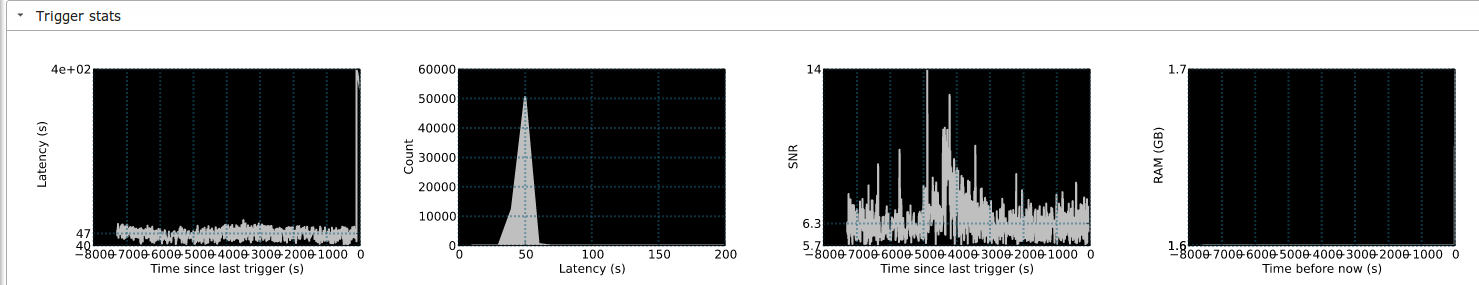 Trigger stats
4e+02
47
40
Latency (s)
−8000 −7000 −6000 −5000 −4000 −3000 −2000 −1000 0
Time since last trigger (s)
60000
50000
40000
30000
20000
10000
0
Count
0 50 100 150 200
Latency (s)
14
6.3
5.7
SNR
−8000 −7000 −6000 −5000 −4000 −3000 −2000 −1000 0
Time since last trigger (s)
1.7
1.6
RAM (GB)
−8000 −7000 −6000 −5000 −4000 −3000 −2000 −1000 0
Time before now (s)